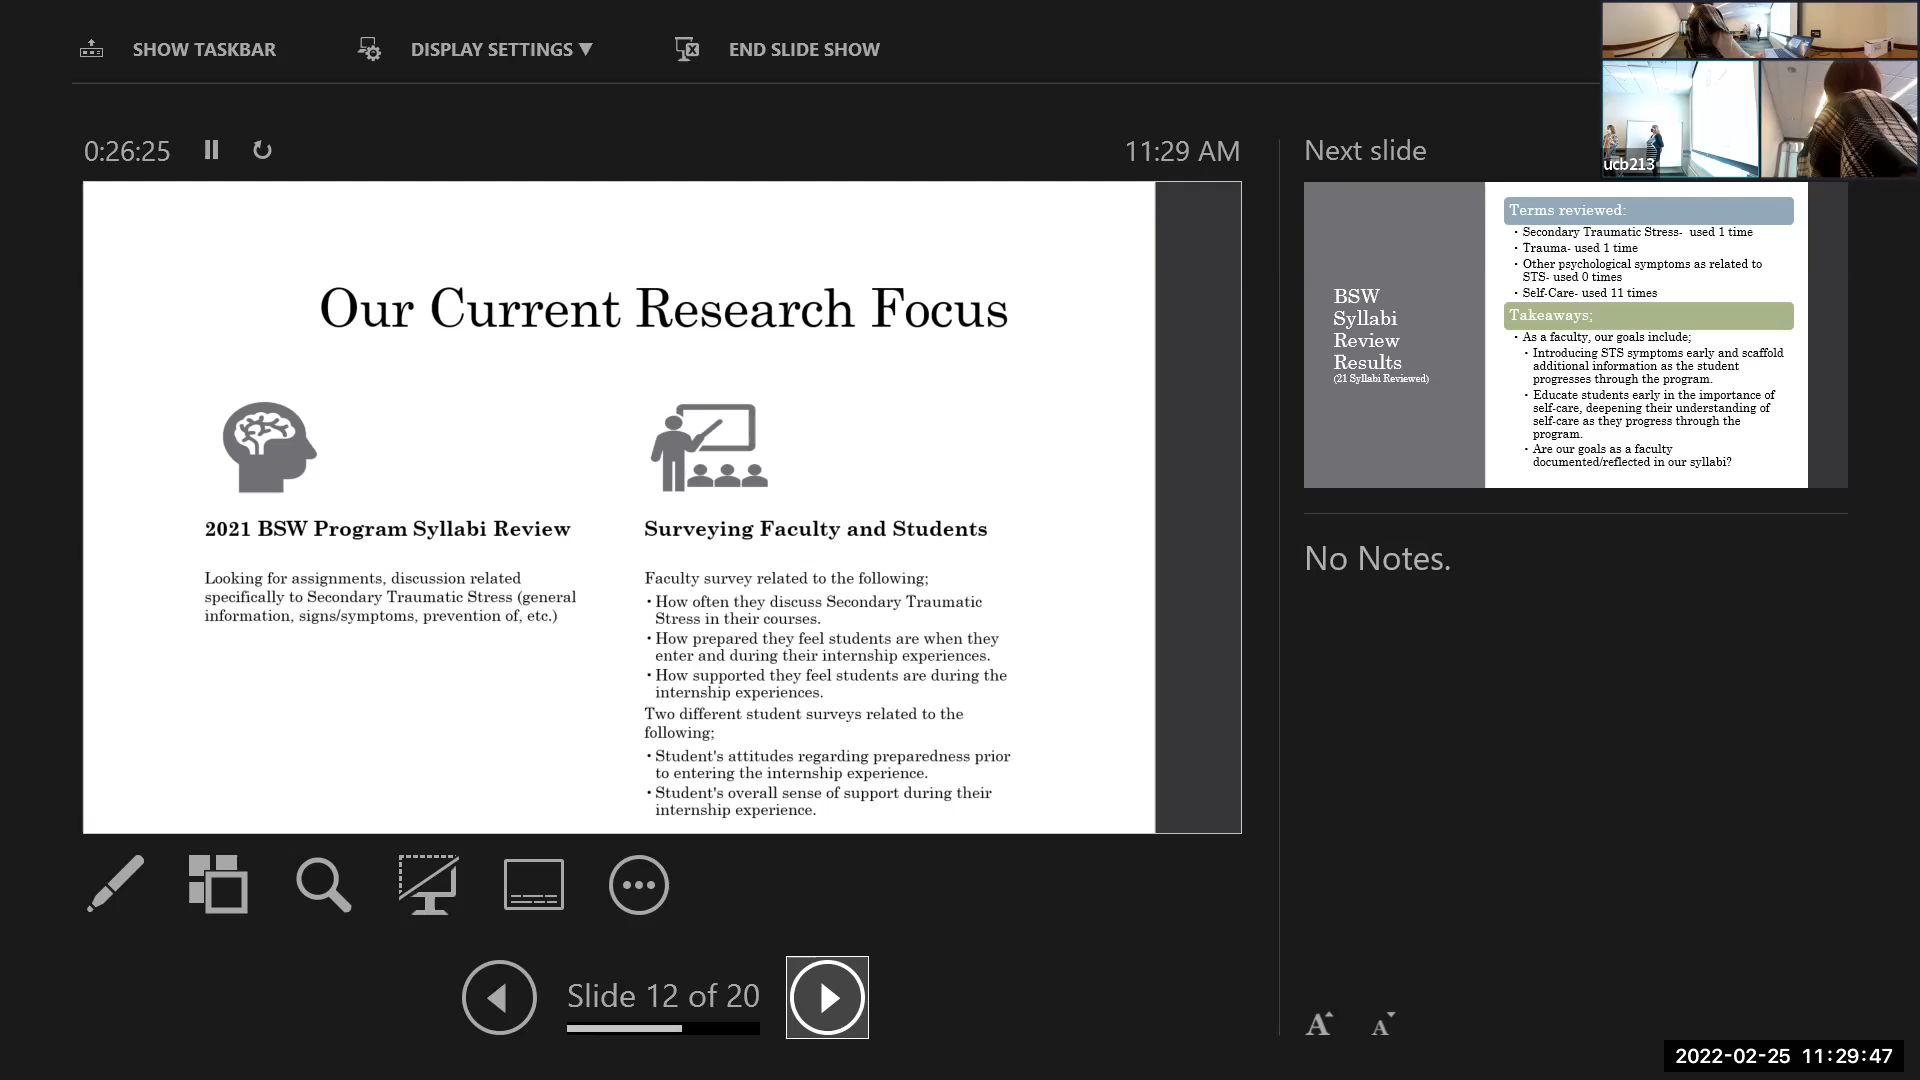 SHOW TASKBAR
DISPLAY SETTINGS ▼
END SLIDE SHOW
0:26:25
11:29 AM
Our Current Research Focus
2021 BSW Program Syllabi Review
Looking for assignments, discussion related
specifically to Secondary Traumatic Stress (general
information, signs/symptoms, prevention of, etc.)
Surveying Faculty and Students
Faculty survey related to the following;
• How often they discuss Secondary Traumatic
Stress in their courses.
• How prepared they feel students are when they
enter and during their internship experiences.
• How supported they feel students are during the
internship experiences.
Two different student surveys related to the
following;
• Student's attitudes regarding preparedness prior
to entering the internship experience.
• Student's overall sense of support during their
internship experience.
Slide 12 of 20
Next slide
ucb213
BSW
Syllabi
Review
Results
(21 Syllabi Reviewed)
Terms reviewed:
• Secondary Traumatic Stress- used 1 time
• Trauma- used 1 time
• Other psychological symptoms as related to
STS- used 0 times
• Self-Care- used 11 times
Takeaways;
• As a faculty, our goals include;
• Introducing STS symptoms early and scaffold
additional information as the student
progresses through the program.
• Educate students early in the importance of
self-care, deepening their understanding of
self-care as they progress through the
program.
• Are our goals as a faculty
documented/reflected in our syllabi?
No Notes.
A A
2022-02-25 11:29:47